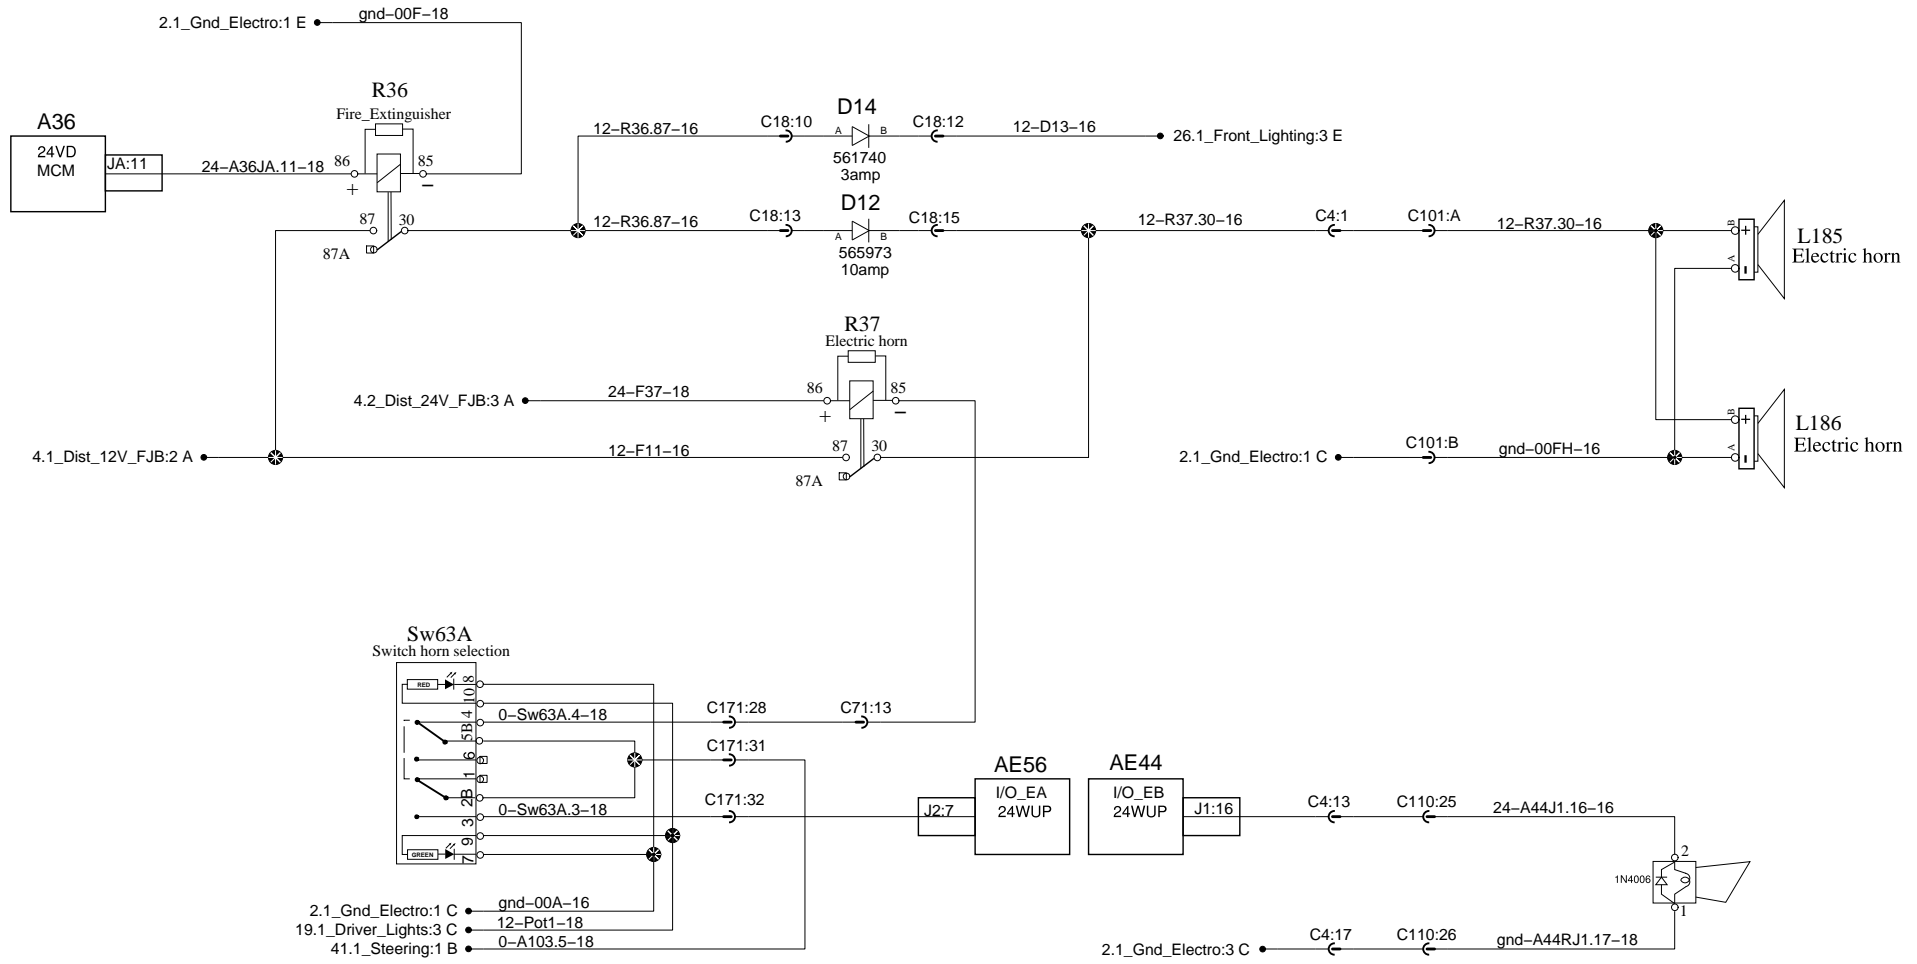 2.1_Gnd_Electro:1 E
gnd–00F–18
R36
Fire_Extinguisher
A36
24VD
MCM
JA:11
24–A36JA.11–18
86
85
+
–
87
30
87A
12–R36.87–16
C18:10
D14
A
B
561740
3amp
C18:12
12–D13–16
26.1_Front_Lighting:3 E
12–R36.87–16
C18:13
D12
A
B
565973
10amp
C18:15
12–R37.30–16
C4:1
C101:A
12–R37.30–16
B
+
A
-
L185
Electric horn
R37
Electric horn
4.2_Dist_24V_FJB:3 A
24–F37–18
86
85
+
–
4.1_Dist_12V_FJB:2 A
12–F11–16
87
30
87A
2.1_Gnd_Electro:1 C
C101:B
gnd–00FH–16
B
+
A
-
L186
Electric horn
Sw63A
Switch horn selection
RED
8
10
4
5B
6
1
2B
3
9
7
GREEN
0–Sw63A.4–18
C171:28
C71:13
C171:31
0–Sw63A.3–18
C171:32
J2:7
AE56
I/O_EA
24WUP
AE44
I/O_EB
24WUP
J1:16
C4:13
C110:25
24–A44J1.16–16
2
1N4006
1
2.1_Gnd_Electro:1 C
gnd–00A–16
19.1_Driver_Lights:3 C
12–Pot1–18
41.1_Steering:1 B
0–A103.5–18
2.1_Gnd_Electro:3 C
C4:17
C110:26
gnd–A44RJ1.17–18